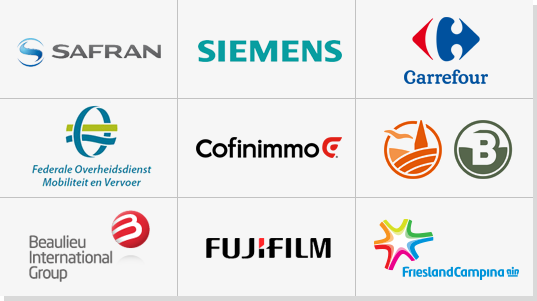 SAFRAN
SIEMENS
Carrefour
Federale Overheidsdienst
Mobiliteit en Vervoer
Cofinimmo
B
Beaulieu
International
Group
FUJIFILM
FrieslandCampina